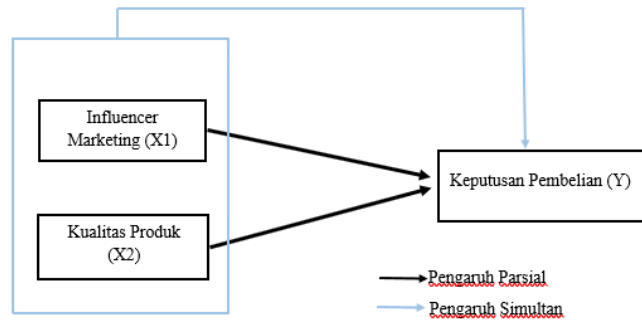 Influencer
Marketing (X1)
Keputusan Pembelian (Y)
Kualitas Produk
(X2)
Pengaruh Parsial
Pengaruh Simultan